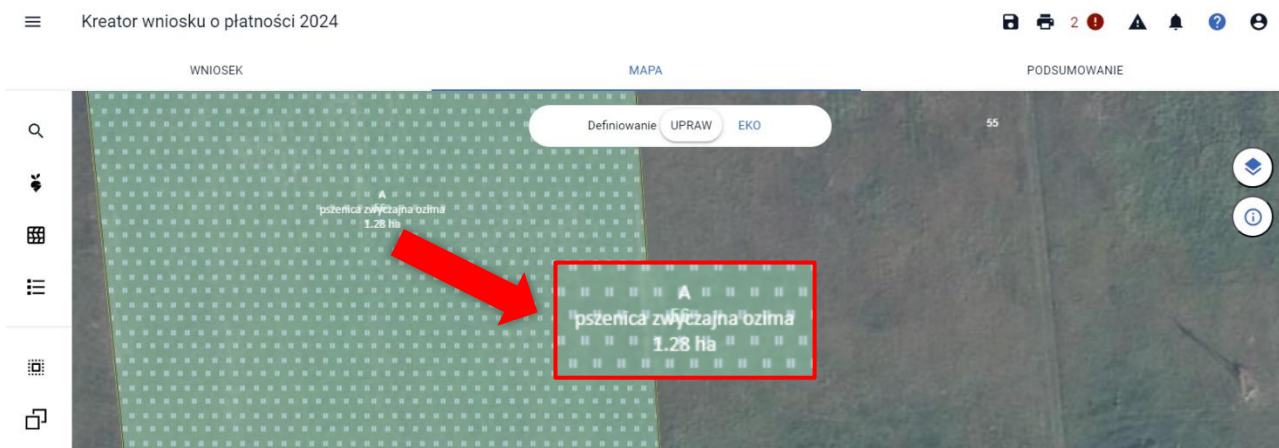 Kreator wniosku o płatności 2024
2
WNIOSEK
MAPA
PODSUMOWANIE
Definiowanie UPRAW EKO
55
A
pszenica zwyczajna ozima
1.28 ha
A
pszenica zwyczajna ozima
1.28 ha